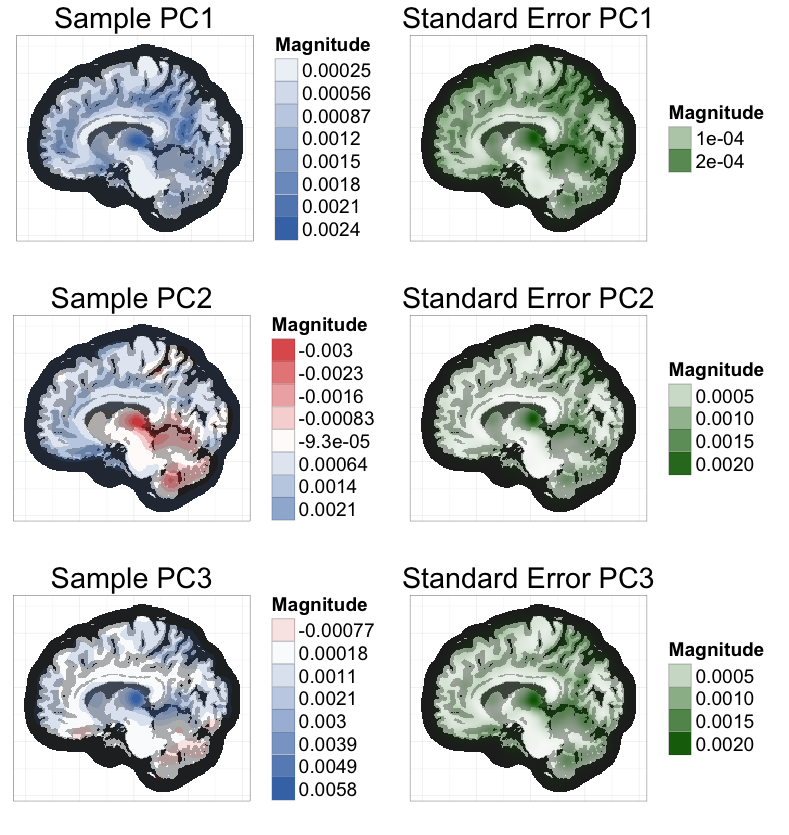 Sample PC1
Magnitude
0.00025
0.00056
0.00087
0.0012
0.0015
0.0018
0.0021
0.0024
Standard Error PC1
Magnitude
1e-04
2e-04
Sample PC2
Magnitude
-0.003
-0.0023
-0.0016
-0.00083
-9.3e-05
0.00064
0.0014
0.0021
Standard Error PC2
Magnitude
0.0005
0.0010
0.0015
0.0020
Sample PC3
Magnitude
-0.00077
0.00018
0.0011
0.0021
0.003
0.0039
0.0049
0.0058
Standard Error PC3
Magnitude
0.0005
0.0010
0.0015
0.0020